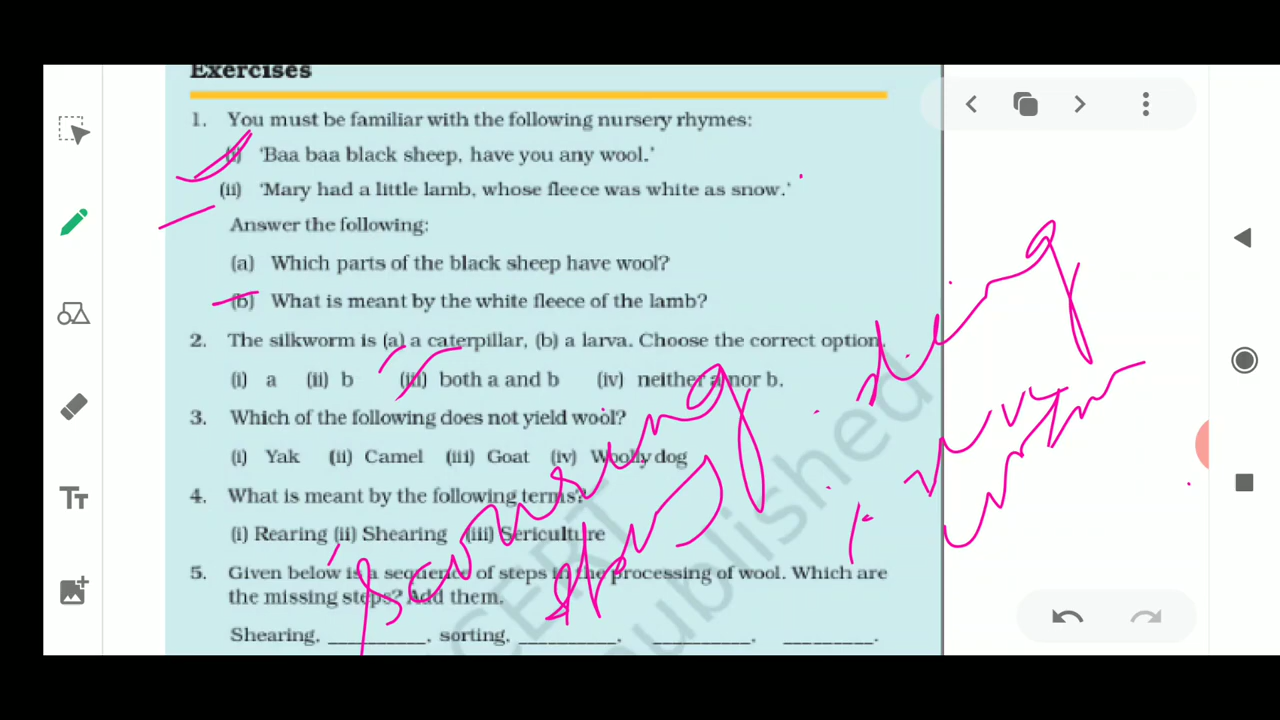 Exercises
1. You must be familiar with the following nursery rhymes:
(i) ‘Baa baa black sheep, have you any wool.’
(ii) ‘Mary had a little lamb, whose fleece was white as snow.’
Answer the following:
(a) Which parts of the black sheep have wool?
(b) What is meant by the white fleece of the lamb?
2. The silkworm is (a) a caterpillar, (b) a larva. Choose the correct option.
(i) a (ii) b (iii) both a and b (iv) neither a nor b.
3. Which of the following does not yield wool?
(i) Yak (ii) Camel (iii) Goat (iv) Woolly dog
4. What is meant by the following terms?
(i) Rearing (ii) Shearing (iii) Sericulture
5. Given below is a sequence of steps in the processing of wool. Which are
the missing steps? Add them.
Shearing, __________, sorting, __________, __________, _________.
published
Tт